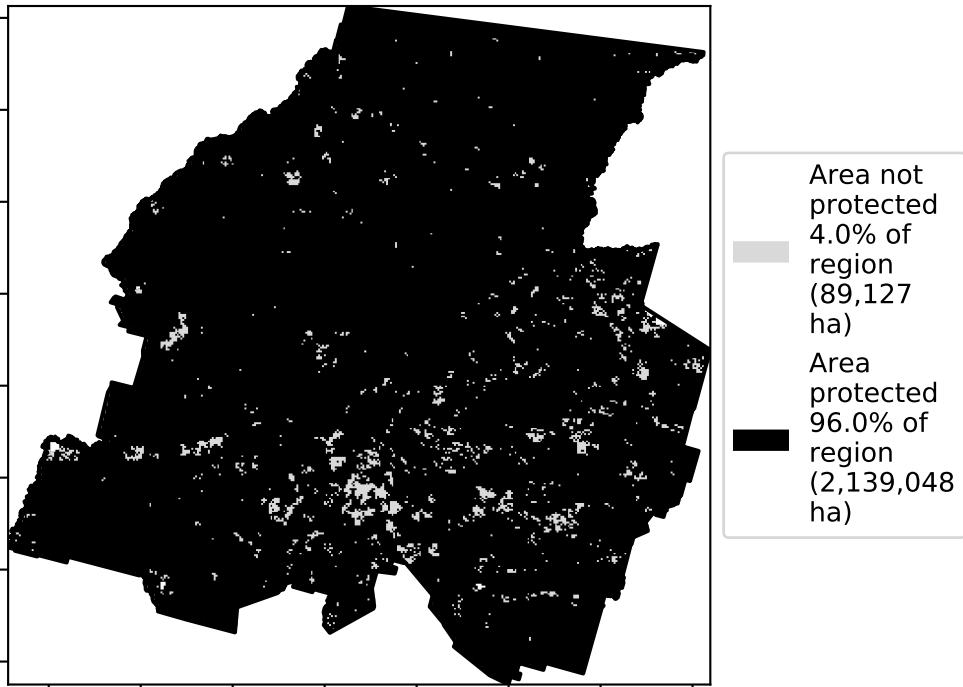 Area not
protected
4.0% of
region
(89,127
ha)
Area
protected
96.0% of
region
(2,139,048
ha)